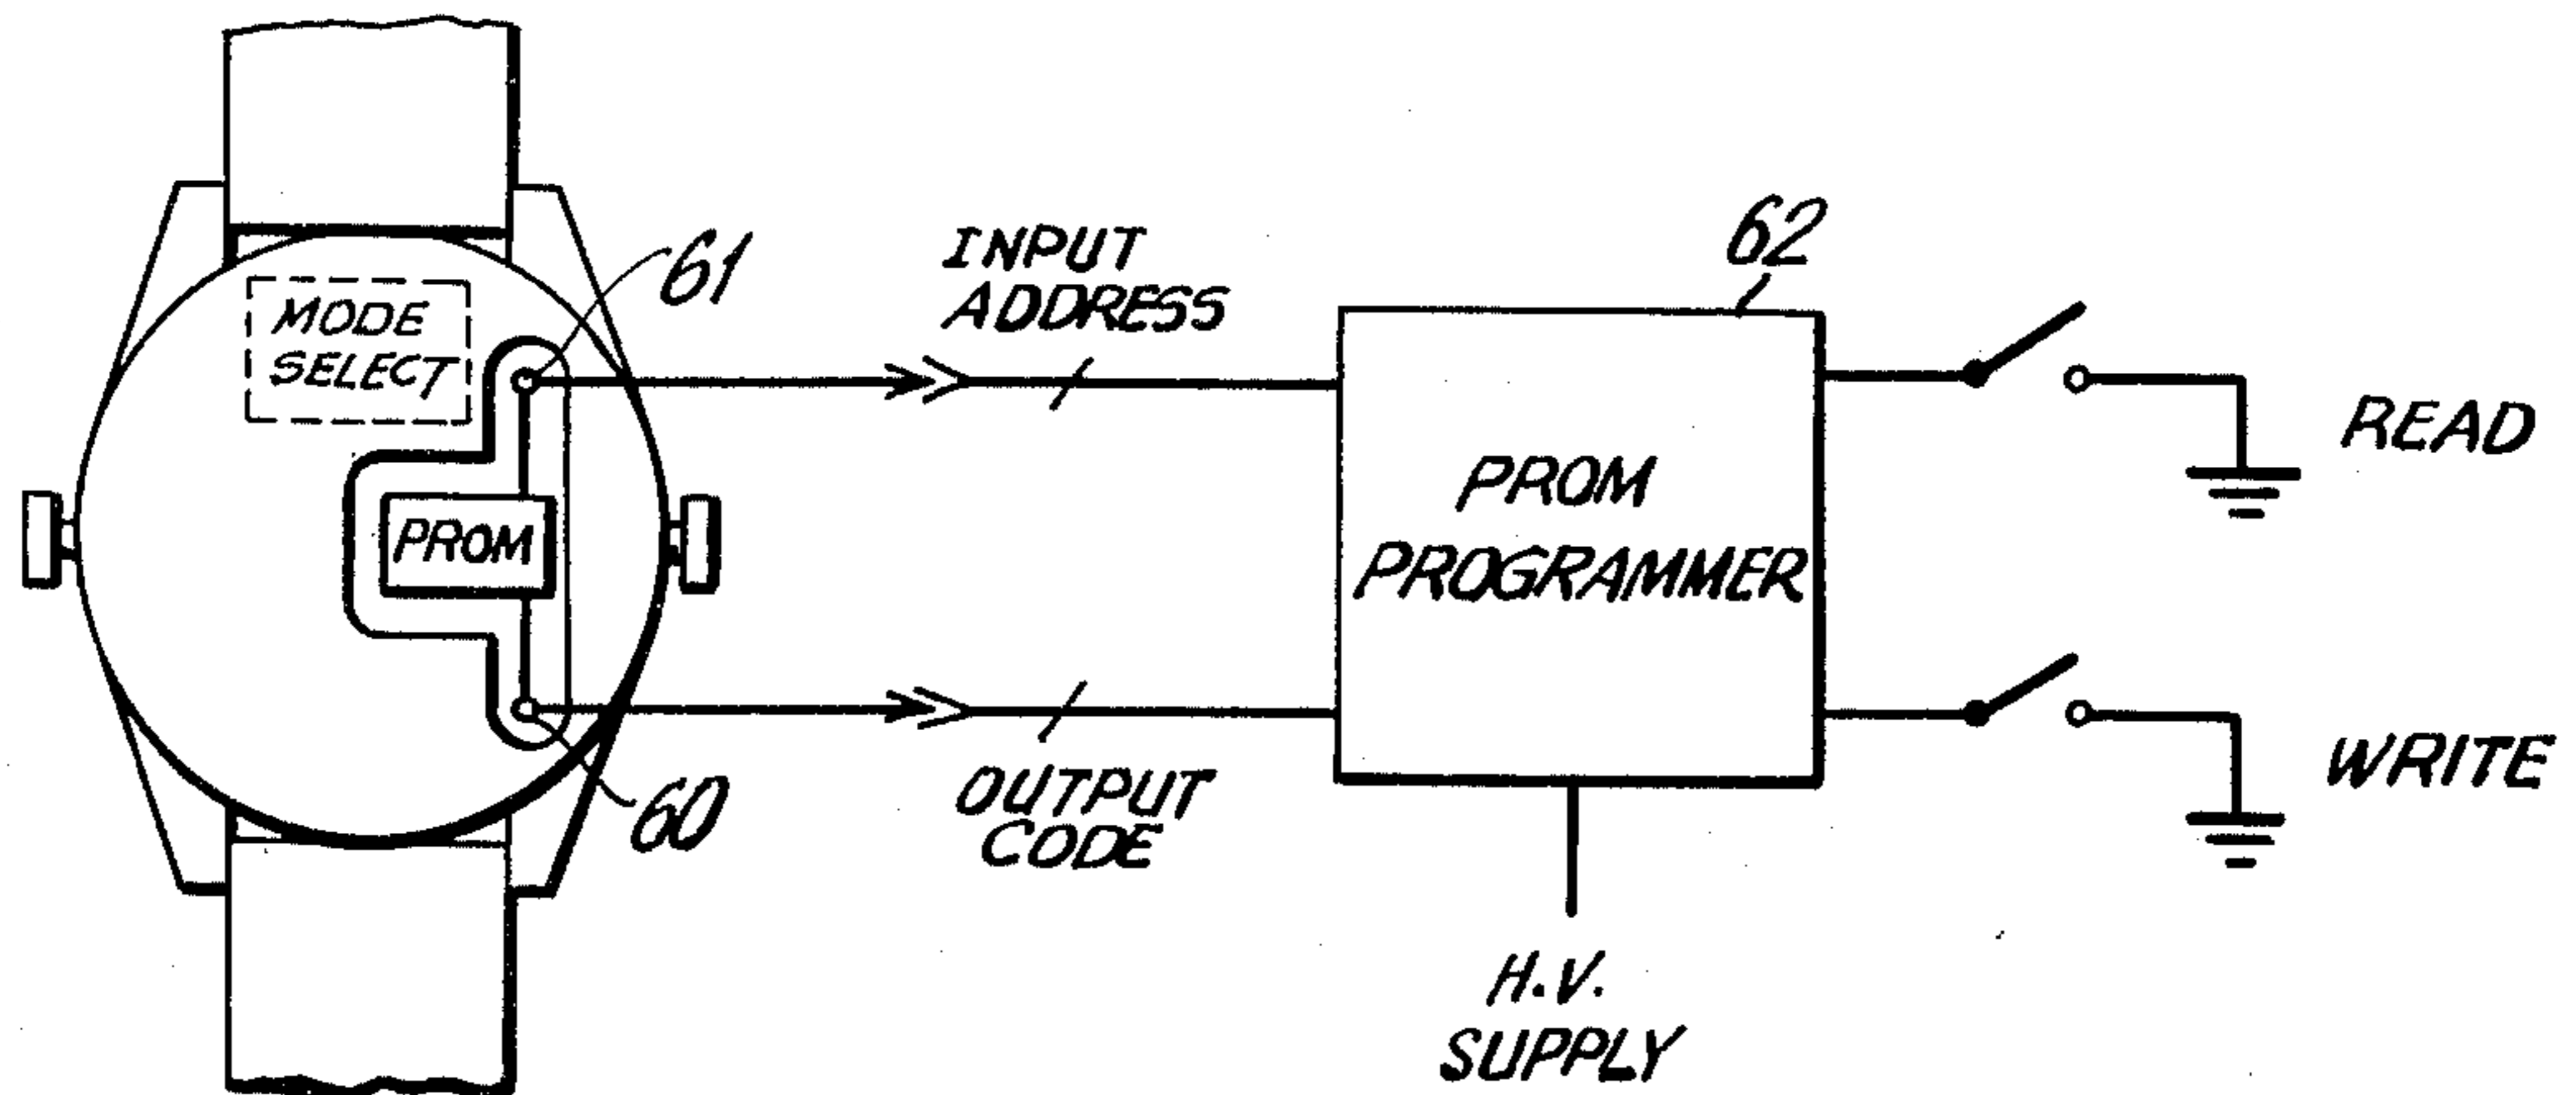 MODE
SELECT
PROM
61
60
INPUT
ADDRESS
OUTPUT
CODE
62
PROM
PROGRAMMER
H.V.
SUPPLY
READ
WRITE